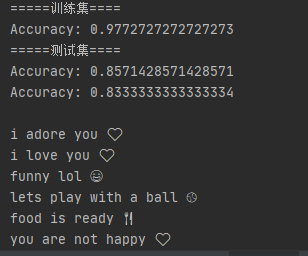 =====训练集====
Accuracy: 0.9772727272727273
=====测试集====
Accuracy: 0.8571428571428571
Accuracy: 0.8333333333333334
i adore you ♡
i love you ♡
funny lol 😄
lets play with a ball ⚾
food is ready 🍴
you are not happy ♡